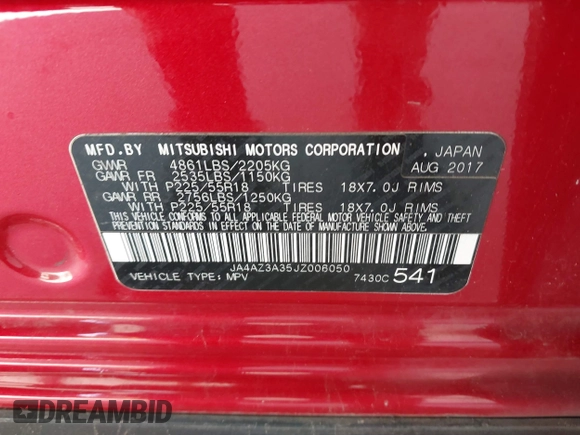 MFD.BY MITSUBISHI MOTORS CORPORATION , JAPAN
GVWR 4861LBS/2205KG AUG 2017
GAWR FR 2535LBS/1150KG
WITH P225/55R18 TIRES 18X7.0J RIMS
GAWR RR 2756LBS/1250KG
WITH P225/55R18 TIRES 18X7.0J RIMS
THIS VEHICLE CONFORMS TO ALL APPLICABLE FEDERAL MOTOR VEHICLE SAFETY AND THEFT
PREVENTION STANDARDS IN EFFECT ON THE DATE OF MANUFACTURE SHOWN ABOVE.
JA4AZ3A35JZ006050
VEHICLE TYPE: MPV 7430C 541
DREAMBID